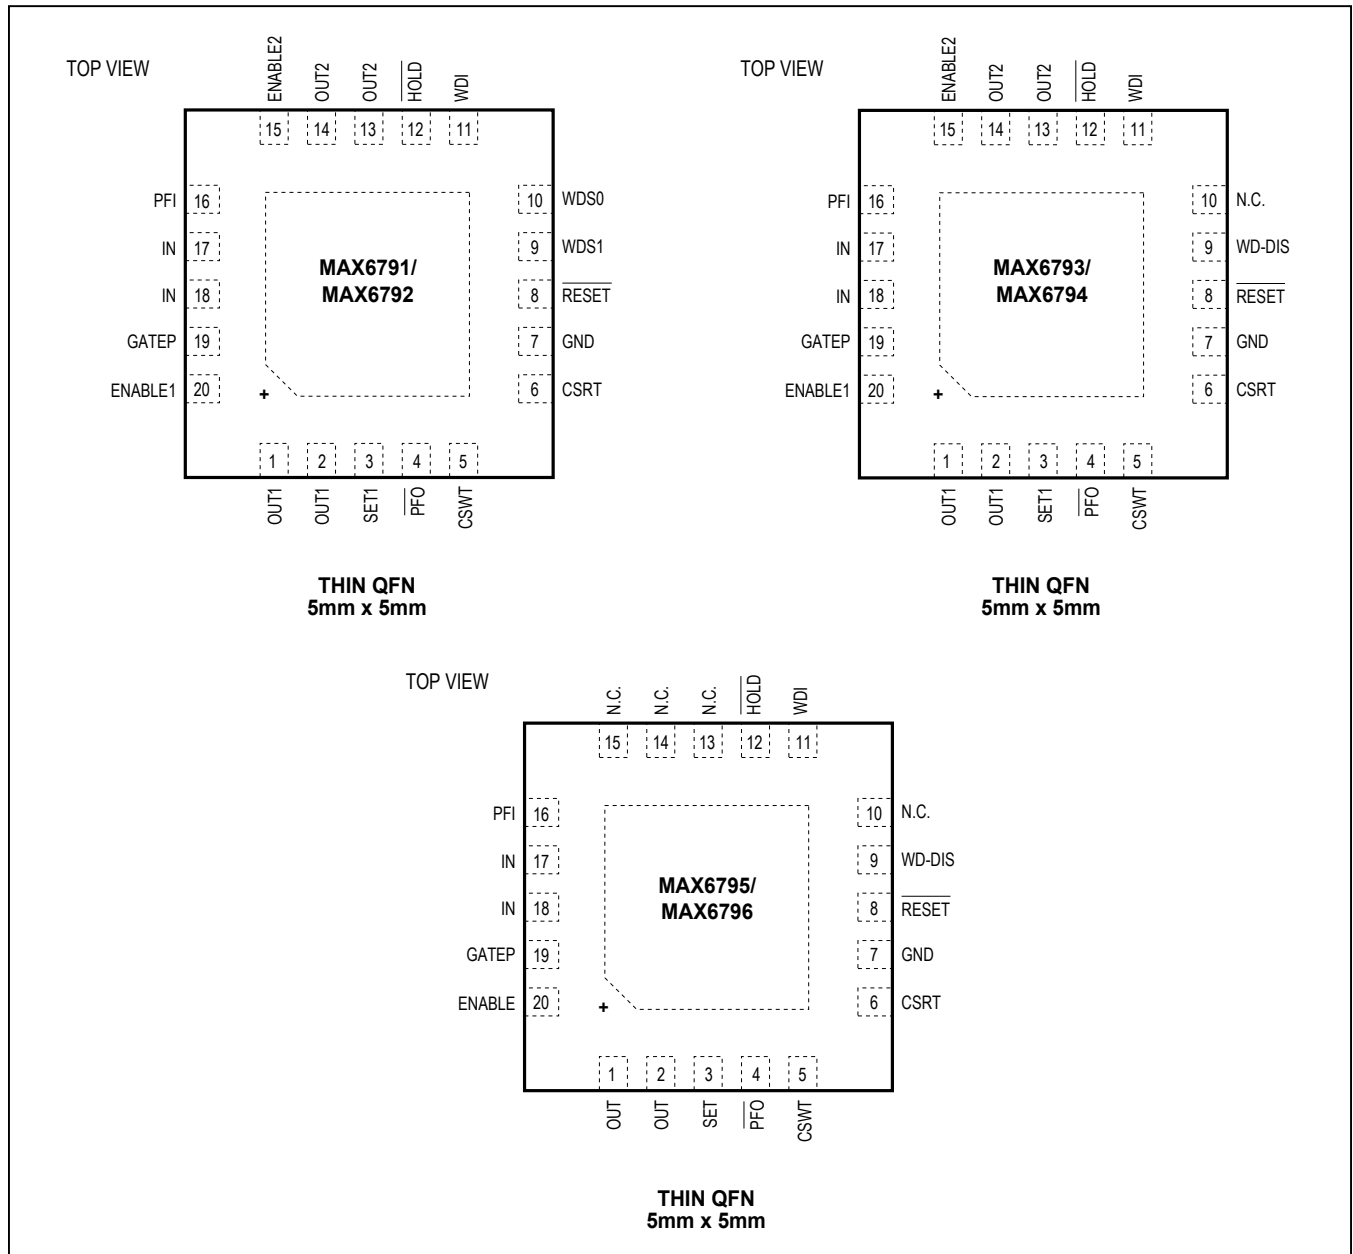 TOP VIEW
ENABLE2
OUT2
OUT2
HOLD
WDI
15 14 13 12 11
PFI 16
IN 17
IN 18
GATEP 19
ENABLE1 20
10 WDS0
9 WDS1
8 RESET
7 GND
6 CSRT
MAX6791/
MAX6792
+
1 2 3 4 5
OUT1
OUT1
SET1
PFO
CSWT
THIN QFN
5mm x 5mm
TOP VIEW
ENABLE2
OUT2
OUT2
HOLD
WDI
15 14 13 12 11
PFI 16
IN 17
IN 18
GATEP 19
ENABLE1 20
10 N.C.
9 WD-DIS
8 RESET
7 GND
6 CSRT
MAX6793/
MAX6794
+
1 2 3 4 5
OUT1
OUT1
SET1
PFO
CSWT
THIN QFN
5mm x 5mm
TOP VIEW
N.C.
N.C.
N.C.
HOLD
WDI
15 14 13 12 11
PFI 16
IN 17
IN 18
GATEP 19
ENABLE 20
10 N.C.
9 WD-DIS
8 RESET
7 GND
6 CSRT
MAX6795/
MAX6796
+
1 2 3 4 5
OUT
OUT
SET
PFO
CSWT
THIN QFN
5mm x 5mm